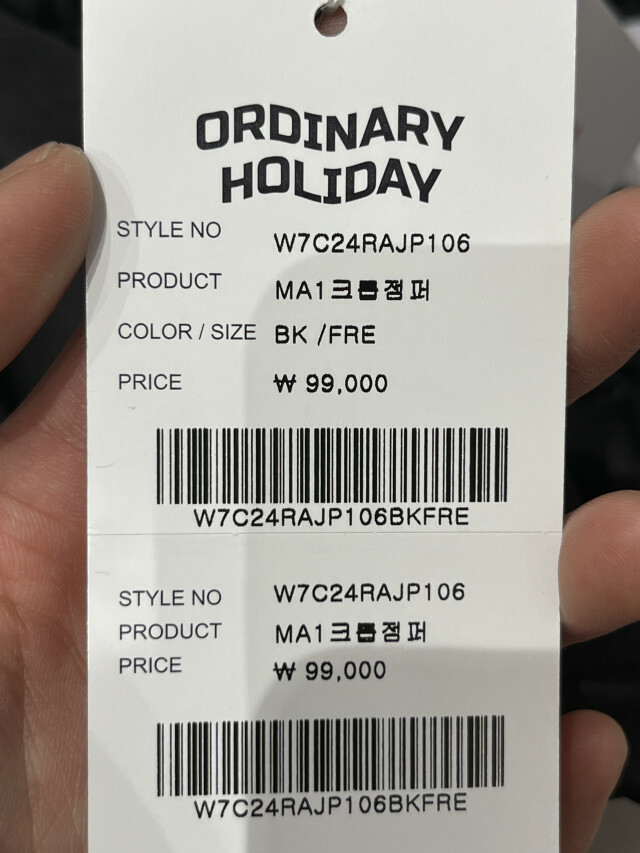 ORDINARY
HOLIDAY
STYLE NO W7C24RAJP106
PRODUCT MA1크롭점퍼
COLOR / SIZE BK /FRE
PRICE ₩ 99,000
W7C24RAJP106BKFRE
STYLE NO W7C24RAJP106
PRODUCT MA1크롭점퍼
PRICE ₩ 99,000
W7C24RAJP106BKFRE